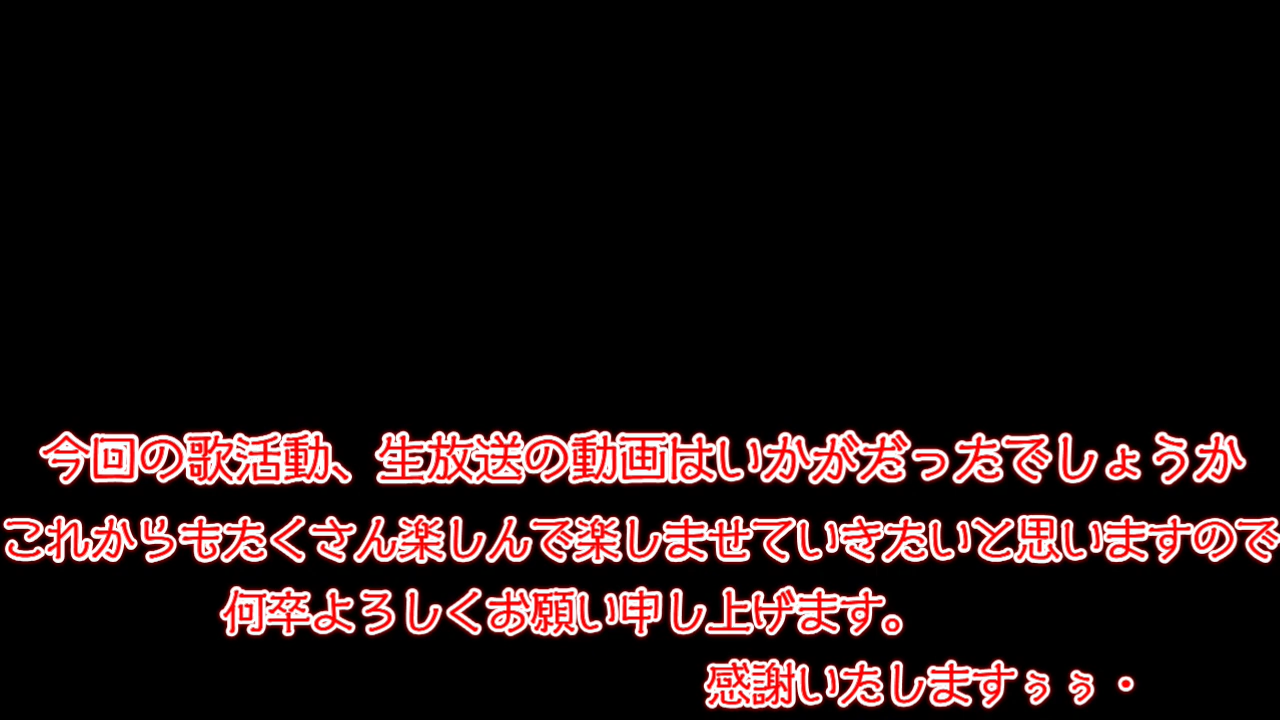 今回の歌活動、生放送の動画はいかがだったでしょうか
これからもたくさん楽しんで楽しませていきたいと思いますので
何卒よろしくお願い申し上げます。
感謝いたしますぅぅ・